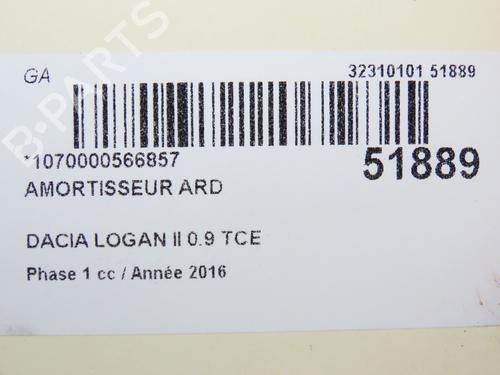 GA
32310101 51889
*1070000566857
51889
AMORTISSEUR ARD
DACIA LOGAN II 0.9 TCE
Phase 1 cc / Année 2016
B-PARTS